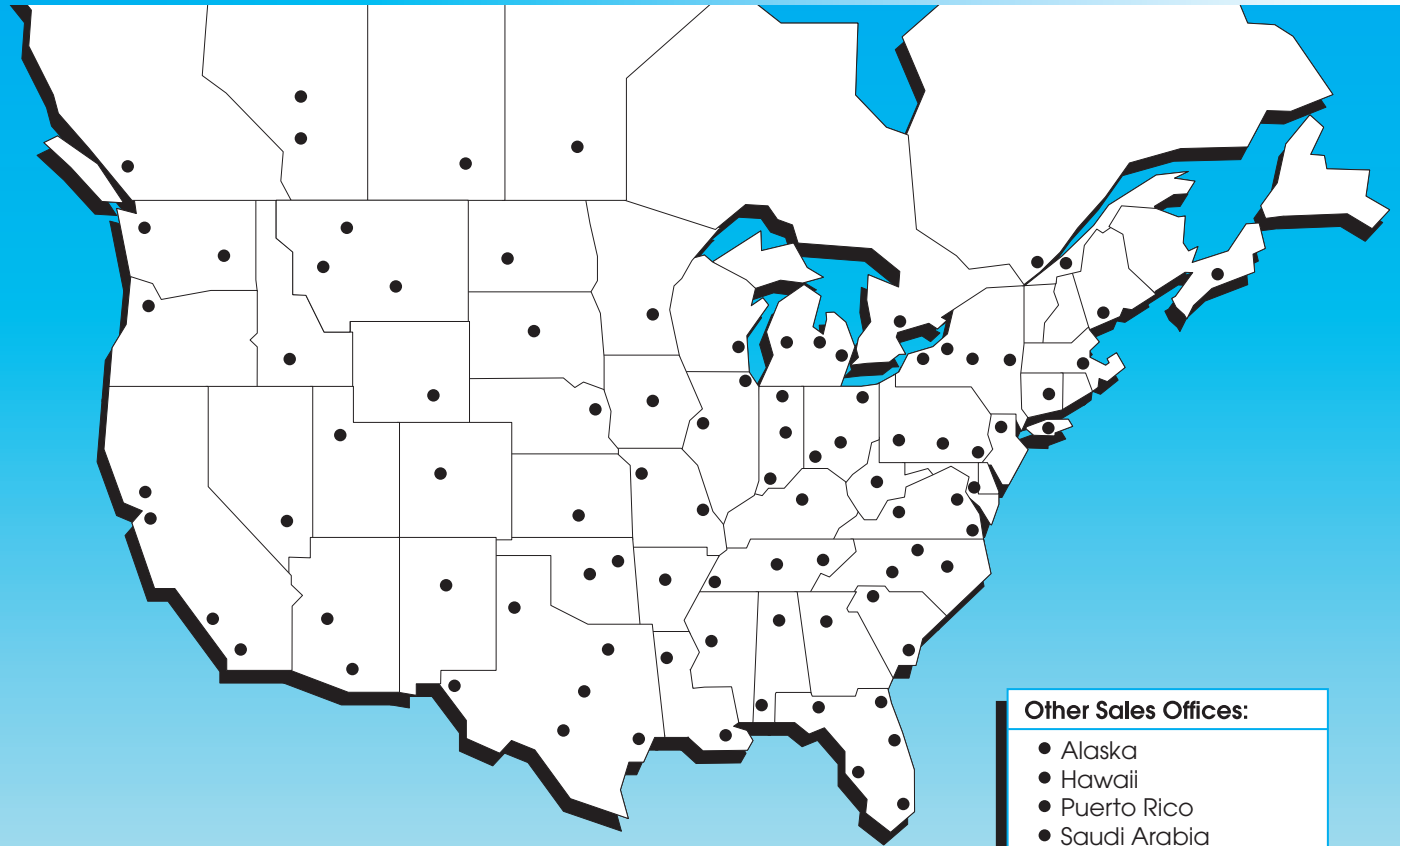 Other Sales Offices:
● Alaska
● Hawaii
● Puerto Rico
● Saudi Arabia